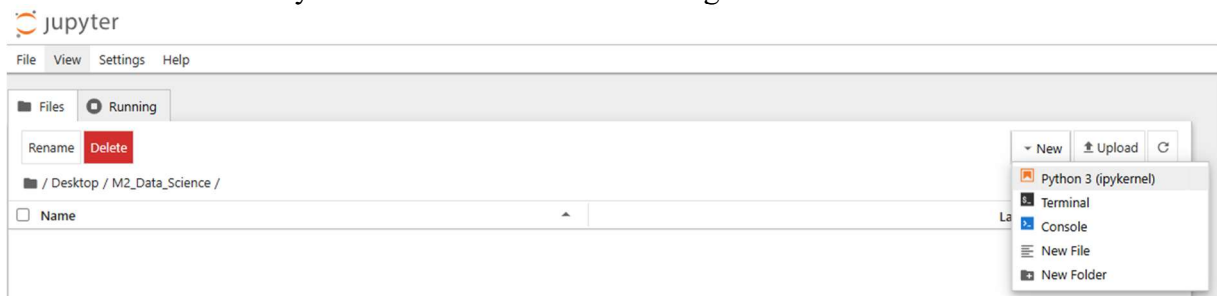 jupyter
File View Settings Help
Files Running
Rename Delete New Upload
/ Desktop / M2_Data_Science /
Name La
Python 3 (ipykernel)
Terminal
Console
New File
New Folder